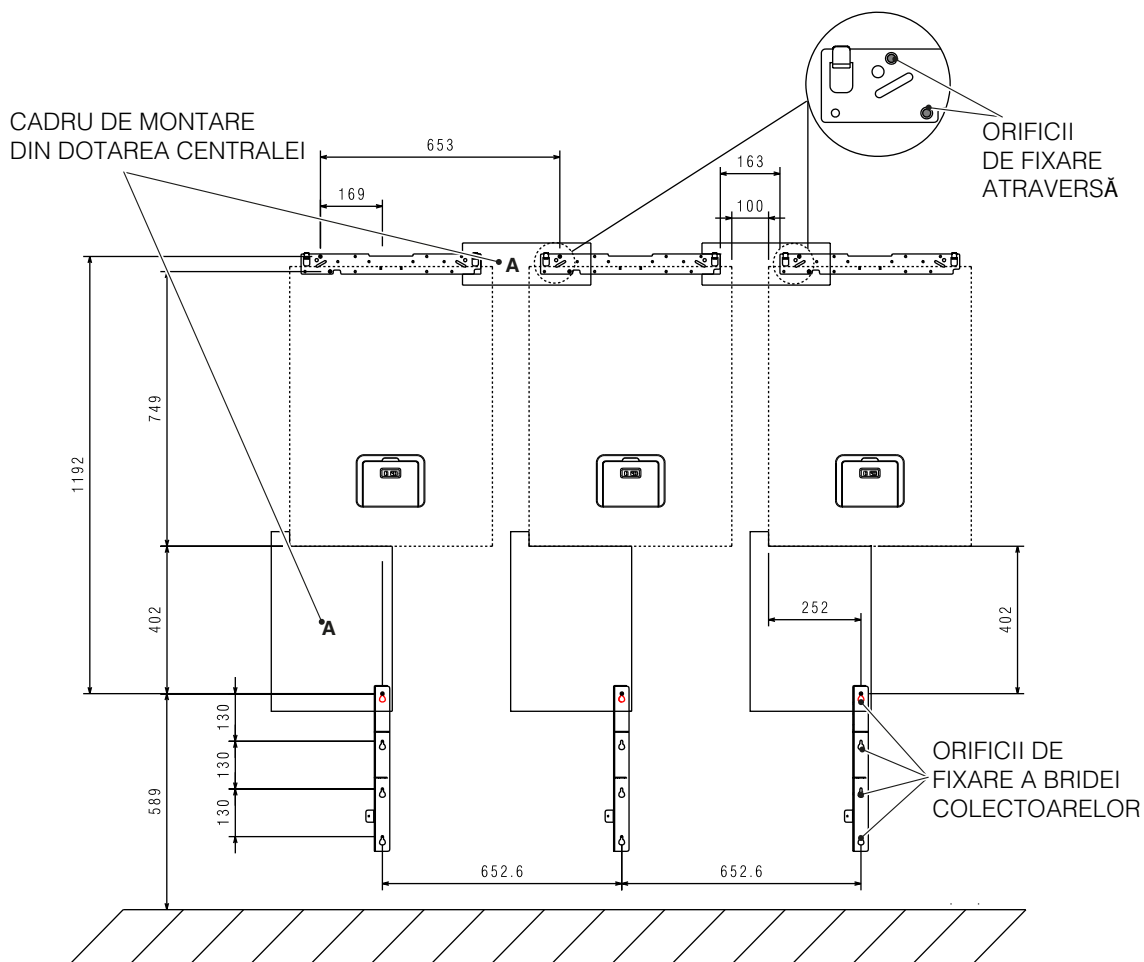 CADRU DE MONTARE
DIN DOTAREA CENTRALEI
653
169
163
100
ORIFICII
DE FIXARE
ATRAVERSĂ
A
749
1192
402
A
252
402
130
130
130
589
ORIFICII DE
FIXARE A BRIDEI
COLECTOARELOR
652.6
652.6